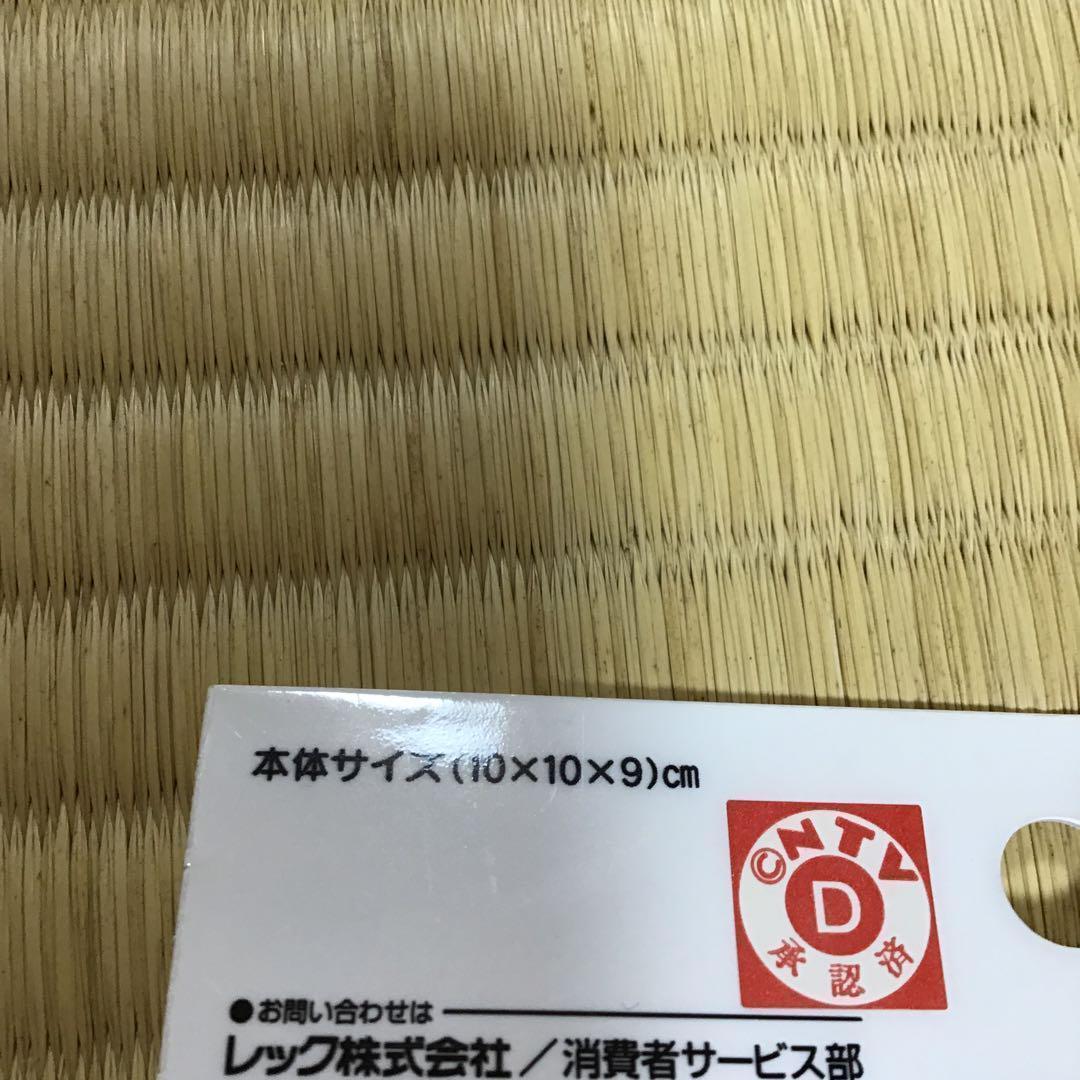 本体サイズ(10×10×9)cm
©NTV
D
承認済
●お問い合わせは
レック株式会社/消費者サービス部